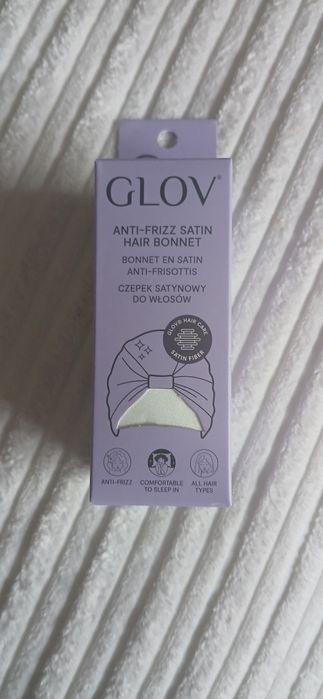 GLOV®
ANTI-FRIZZ SATIN
HAIR BONNET
BONNET EN SATIN
ANTI-FRISOTTIS
CZEPEK SATYNOWY
DO WŁOSÓW
GLOV® HAIR CARE
SATIN FIBER
ANTI-FRIZZ
COMFORTABLE
TO SLEEP IN
ALL HAIR
TYPES